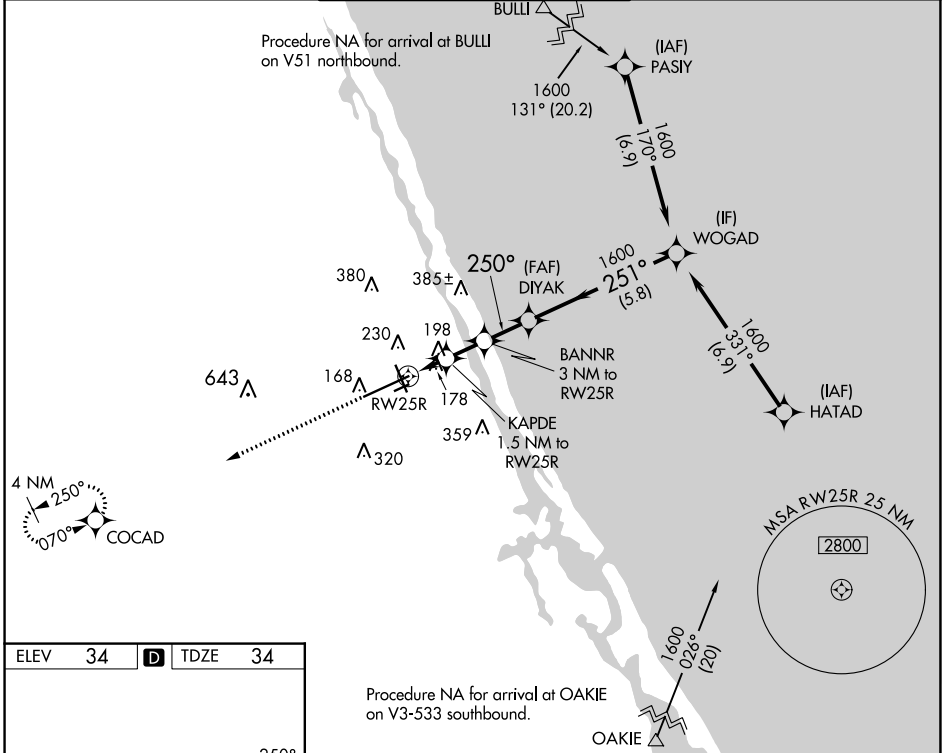 BULLI
Procedure NA for arrival at BULLI
on V51 northbound.
(IAF)
PASIY
1600
131° (20.2)
1600
170°
(6.9)
(IF)
WOGAD
250°
(FAF)
DIYAK
1600
251°
(5.8)
380
385±
230
198
BANNR
3 NM to
RW25R
1600
331°
(6.9)
643
168
RW25R
178
(IAF)
HATAD
KAPDE
1.5 NM to
RW25R
359
320
4 NM
250°
070°
COCAD
MSA RW25R 25 NM
2800
1600
026°
(20)
ELEV 34 D TDZE 34
Procedure NA for arrival at OAKIE
on V3-533 southbound.
OAKIE